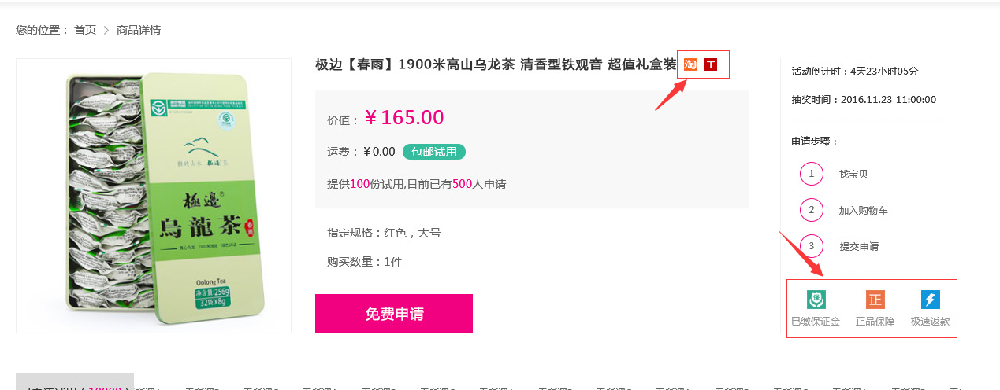 您的位置： 首页 > 商品详情
极边【春雨】1900米高山乌龙茶 清香型铁观音 超值礼盒装 淘 T
價值： ¥165.00
运费：¥0.00 包邮试用
提供100份试用,目前已有500人申请
指定规格：红色，大号
购买数量：1件
免费申请
極邊®
烏龍茶
春雨
Oolong Tea
净含量:256g
32袋X8g
活动倒计时：4天23小时05分
抽奖时间：2016.11.23 11:00:00
申请步骤：
1 找宝贝
2 加入购物车
3 提交申请
保 正
已缴保证金 正品保障 极速返款